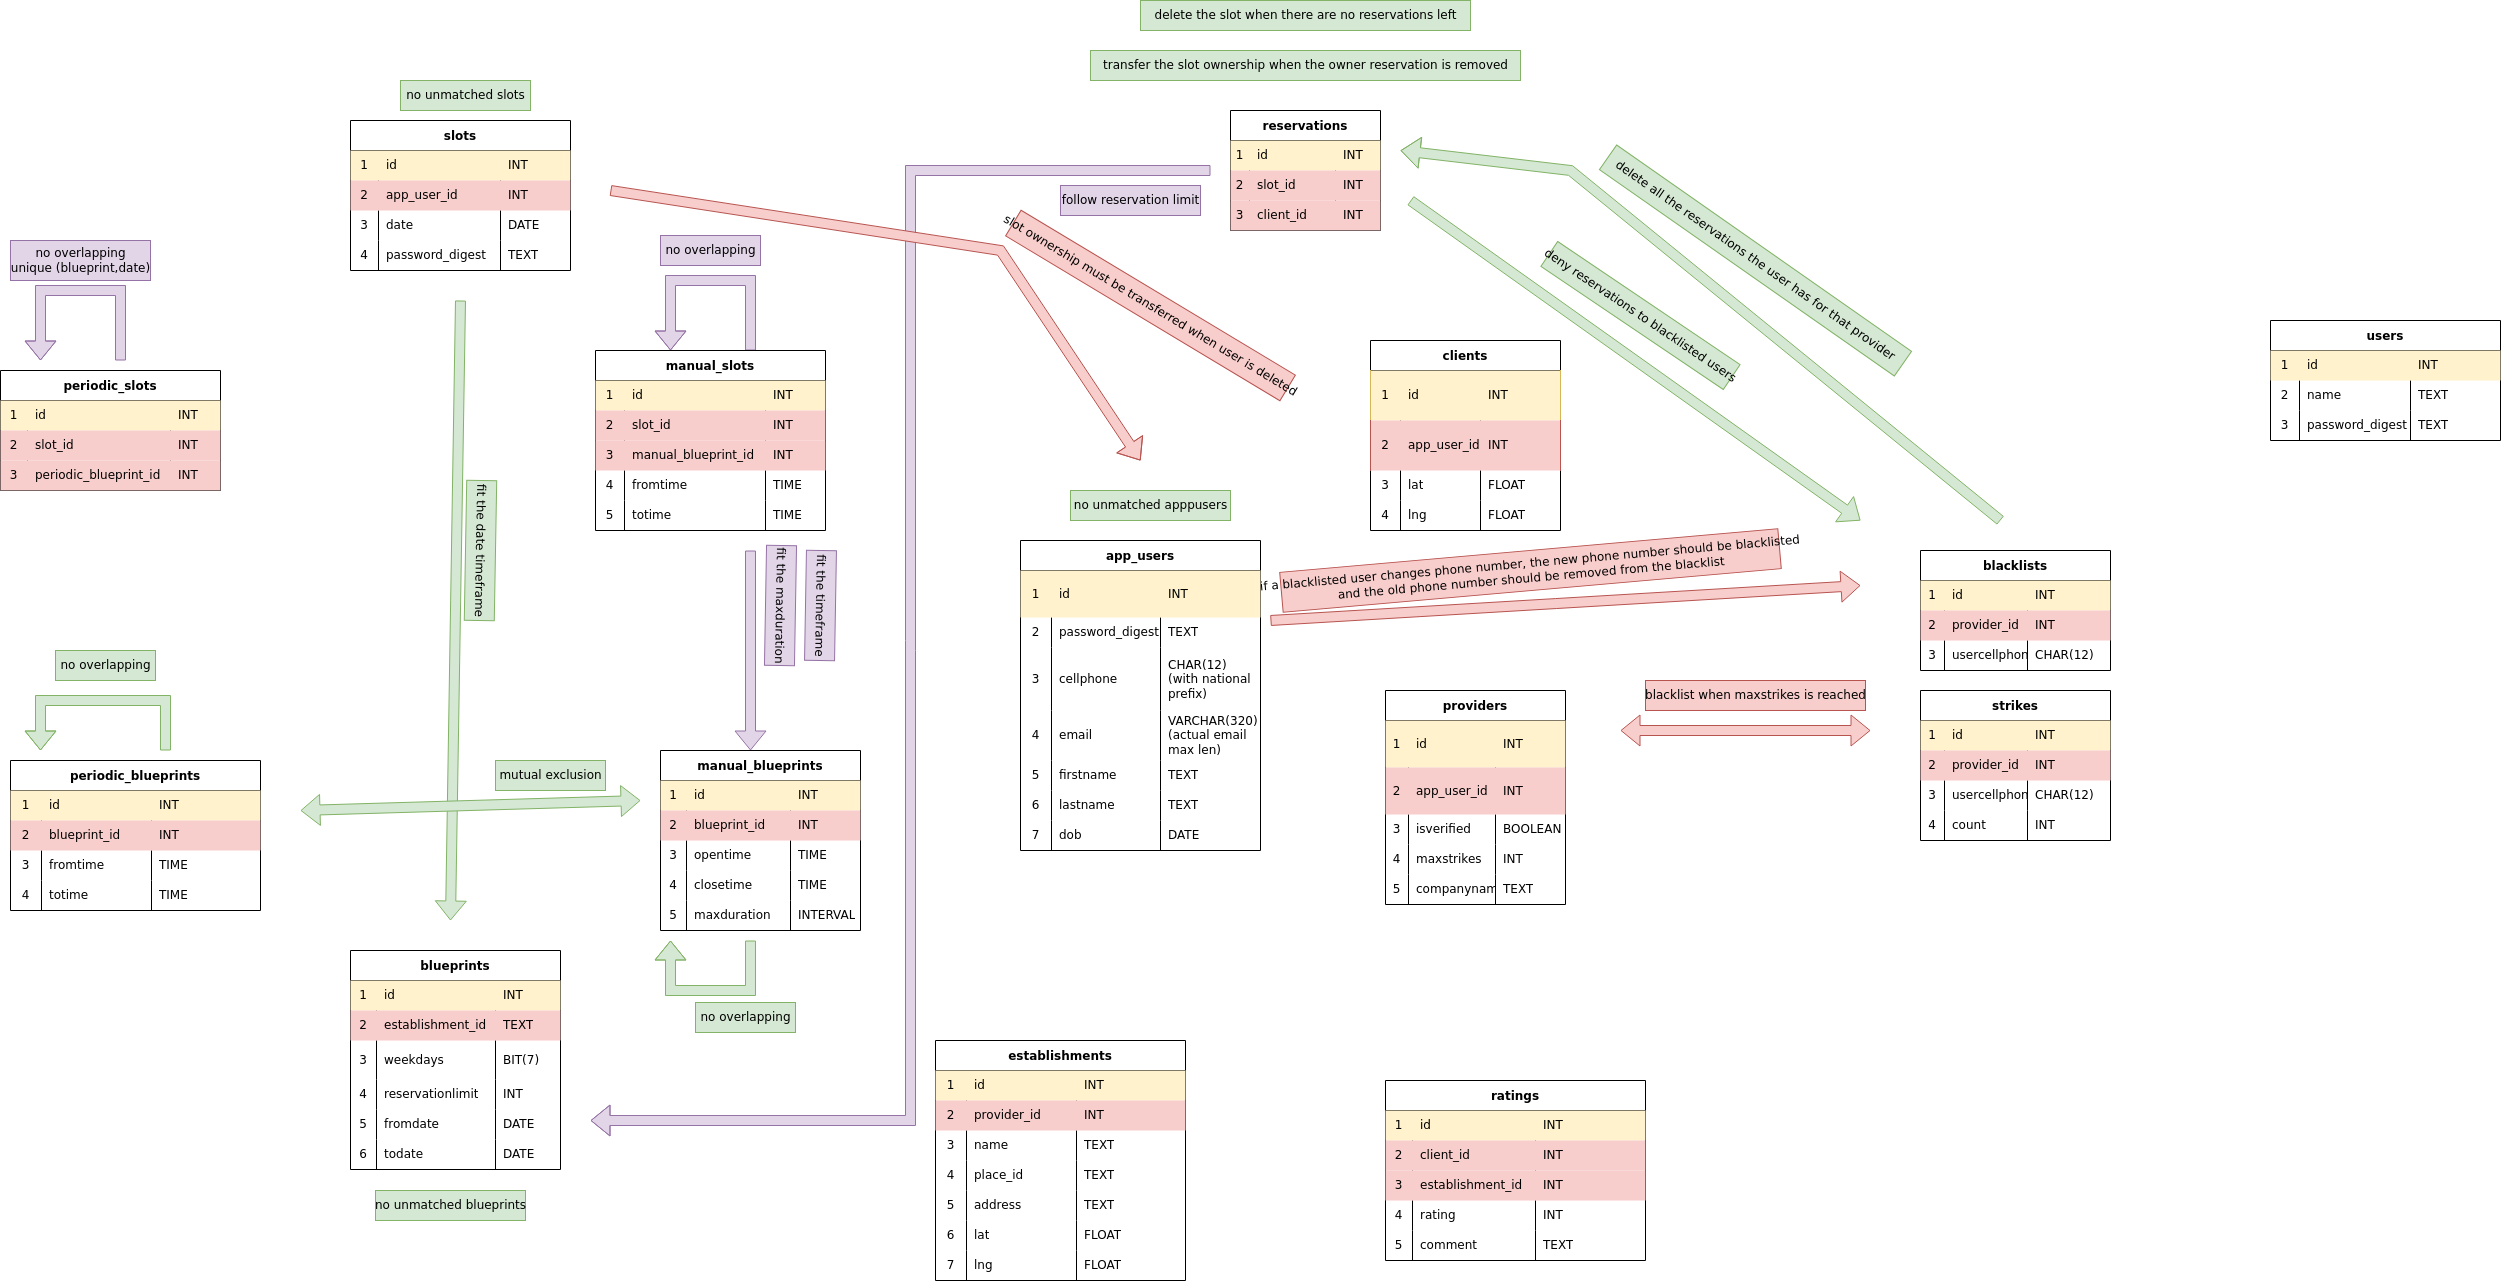 delete the slot when there are no reservations left
transfer the slot ownership when the owner reservation is removed
no unmatched slots
slots
1 id INT
2 app_user_id INT
3 date DATE
4 password_digest TEXT
reservations
1 id INT
2 slot_id INT
3 client_id INT
follow reservation limit
slot ownership must be transferred when user is deleted
delete all the reservations the user has for that provider
deny reservations to blacklisted users
no overlapping
unique (blueprint,date)
periodic_slots
1 id INT
2 slot_id INT
3 periodic_blueprint_id INT
no overlapping
manual_slots
1 id INT
2 slot_id INT
3 manual_blueprint_id INT
4 fromtime TIME
5 totime TIME
clients
1 id INT
2 app_user_id INT
3 lat FLOAT
4 lng FLOAT
users
1 id INT
2 name TEXT
3 password_digest TEXT
fit the date timeframe
fit the maxduration
fit the timeframe
no unmatched apppusers
app_users
1 id INT
2 password_digest TEXT
3 cellphone CHAR(12)
(with national
prefix)
4 email VARCHAR(320)
(actual email
max len)
5 firstname TEXT
6 lastname TEXT
7 dob DATE
if a blacklisted user changes phone number, the new phone number should be blacklisted
and the old phone number should be removed from the blacklist
blacklists
1 id INT
2 provider_id INT
3 usercellphon CHAR(12)
blacklist when maxstrikes is reached
strikes
1 id INT
2 provider_id INT
3 usercellphon CHAR(12)
4 count INT
providers
1 id INT
2 app_user_id INT
3 isverified BOOLEAN
4 maxstrikes INT
5 companynam TEXT
no overlapping
periodic_blueprints
1 id INT
2 blueprint_id INT
3 fromtime TIME
4 totime TIME
mutual exclusion
manual_blueprints
1 id INT
2 blueprint_id INT
3 opentime TIME
4 closetime TIME
5 maxduration INTERVAL
no overlapping
blueprints
1 id INT
2 establishment_id TEXT
3 weekdays BIT(7)
4 reservationlimit INT
5 fromdate DATE
6 todate DATE
no unmatched blueprints
establishments
1 id INT
2 provider_id INT
3 name TEXT
4 place_id TEXT
5 address TEXT
6 lat FLOAT
7 lng FLOAT
ratings
1 id INT
2 client_id INT
3 establishment_id INT
4 rating INT
5 comment TEXT